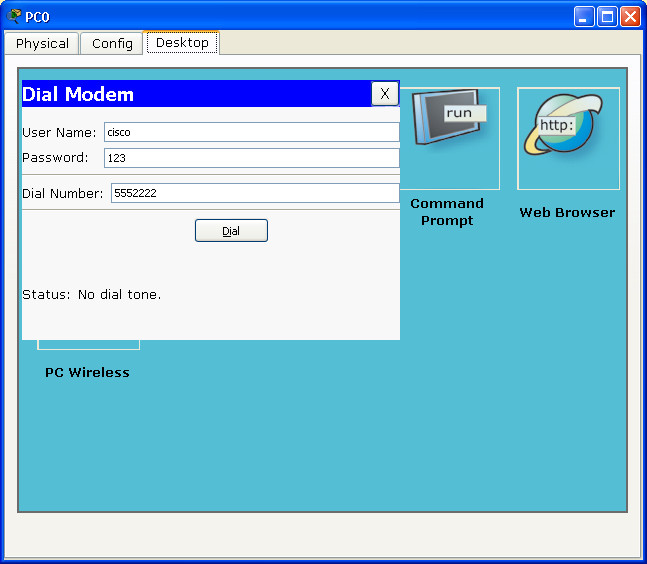 PC0
Physical Config Desktop
Dial Modem X
User Name: cisco
Password: 123
Dial Number: 5552222
Dial
Status: No dial tone.
run
http:
Command
Prompt
Web Browser
PC Wireless